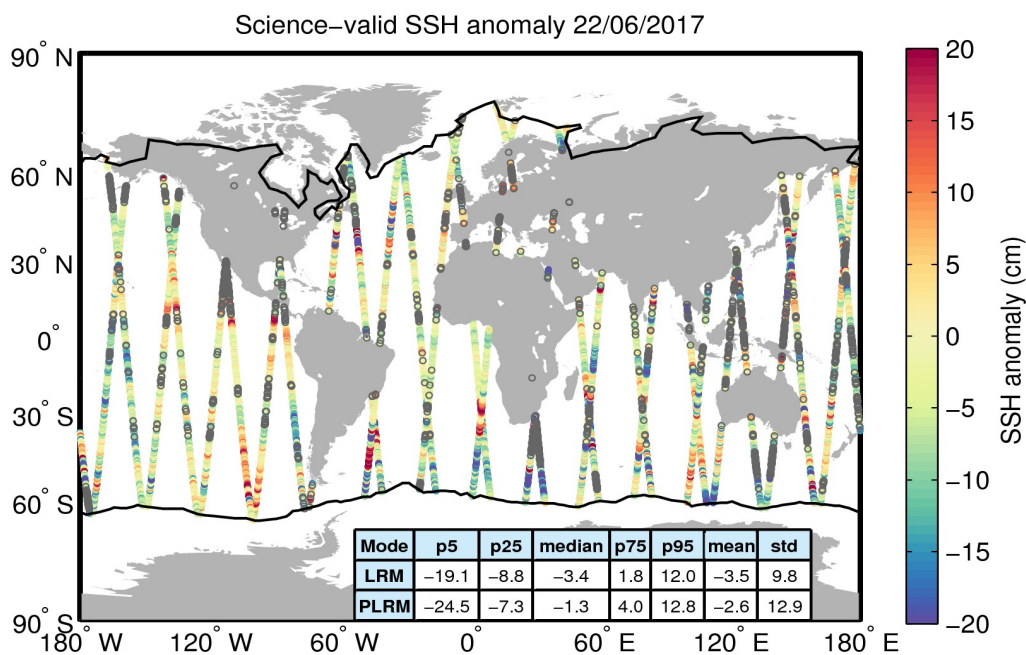 Science−valid SSH anomaly 22/06/2017
90° N
60° N
30° N
0°
30° S
60° S
90° S
180° W
120° W
60° W
0°
60° E
120° E
180° E
Mode p5 p25 median p75 p95 mean std
LRM −19.1 −8.8 −3.4 1.8 12.0 −3.5 9.8
PLRM −24.5 −7.3 −1.3 4.0 12.8 −2.6 12.9
20
15
10
5
0
−5
−10
−15
−20
SSH anomaly (cm)